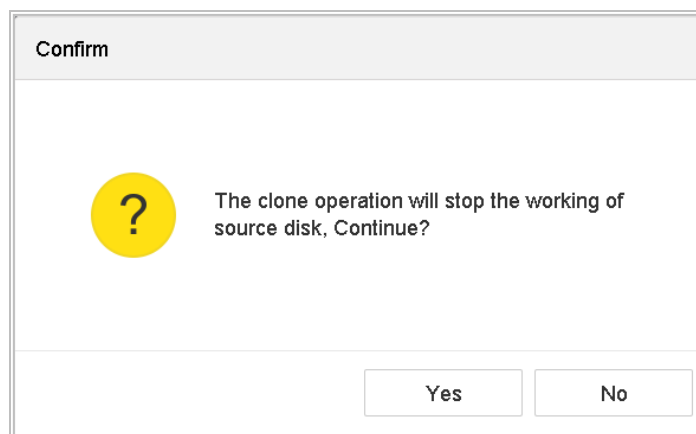 Confirm
?
The clone operation will stop the working of
source disk, Continue?
Yes
No